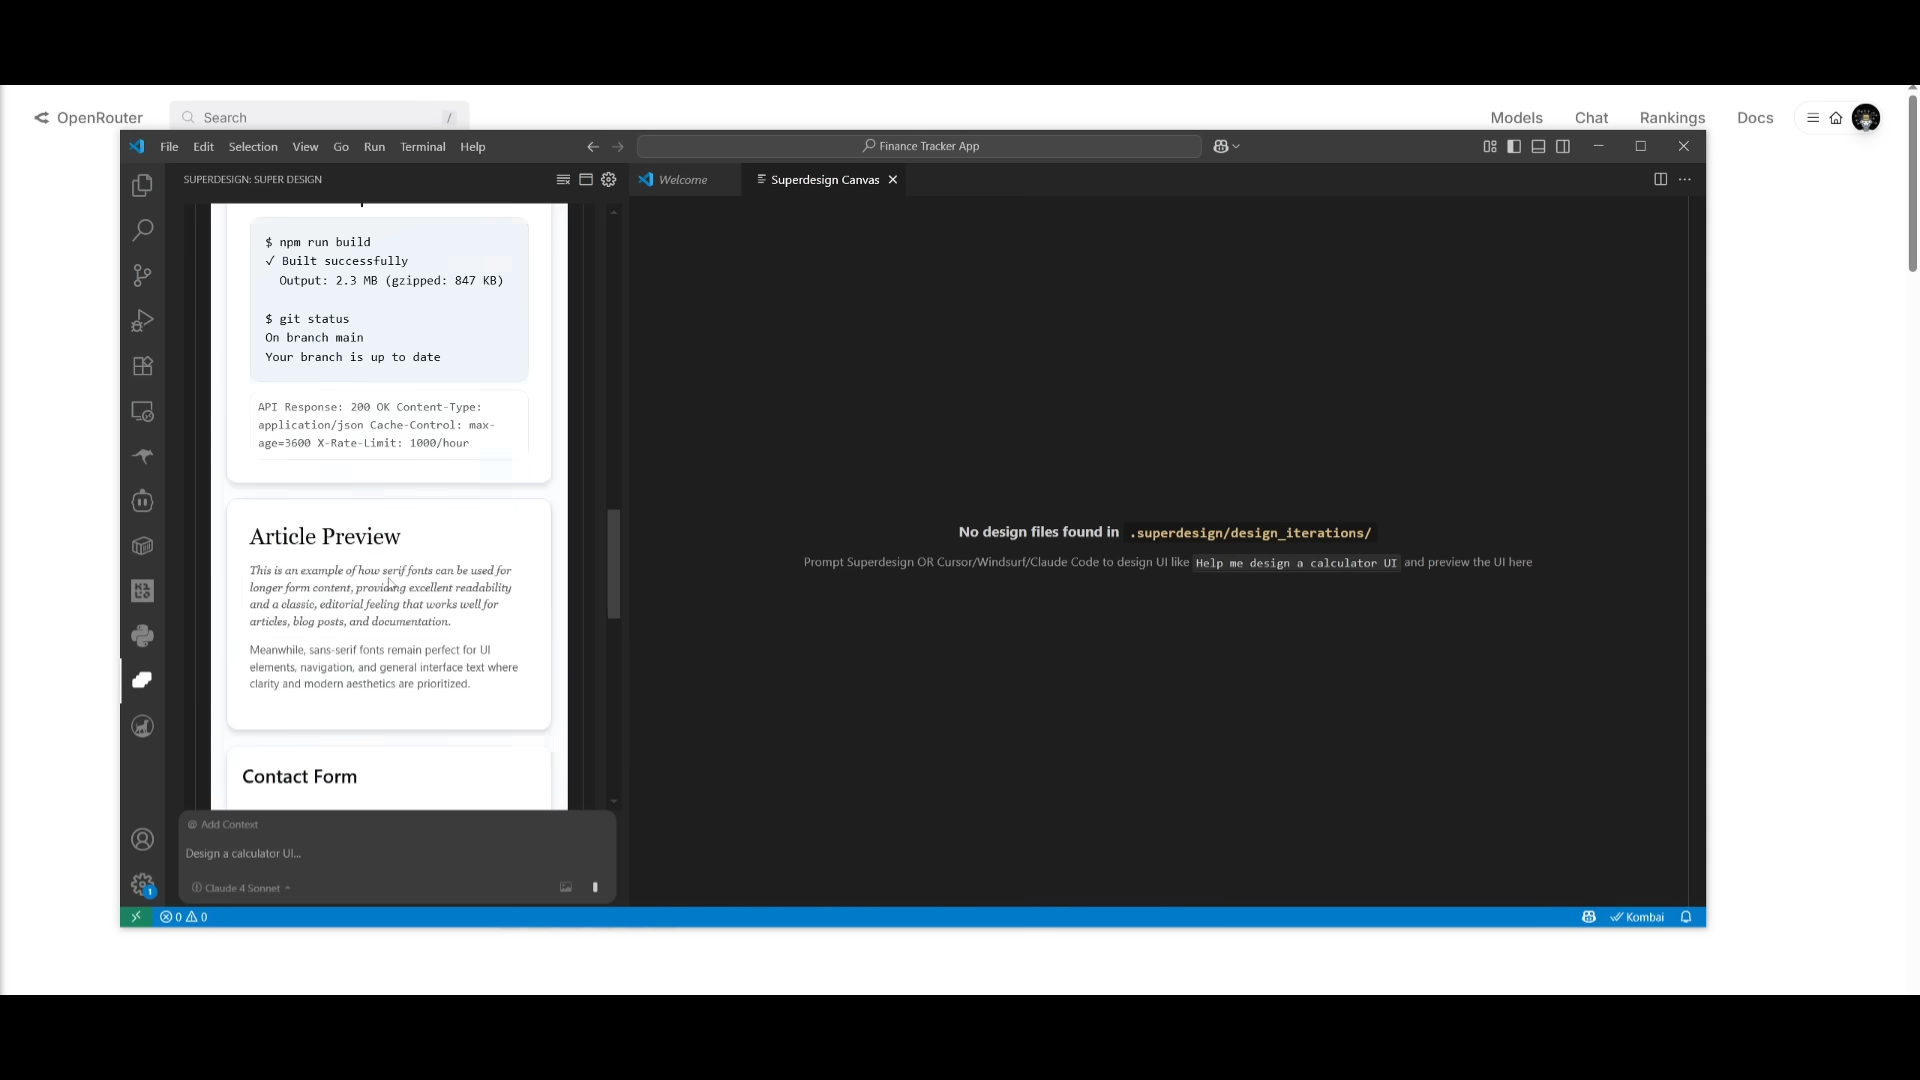 OpenRouter
Search
/
Models
Chat
Rankings
Docs
File
Edit
Selection
View
Go
Run
Terminal
Help
Finance Tracker App
SUPERDESIGN: SUPER DESIGN
Welcome
Superdesign Canvas
$ npm run build
✓ Built successfully
Output: 2.3 MB (gzipped: 847 KB)
$ git status
On branch main
Your branch is up to date
API Response: 200 OK Content-Type:
application/json Cache-Control: max-
age=3600 X-Rate-Limit: 1000/hour
Article Preview
This is an example of how serif fonts can be used for
longer form content, providing excellent readability
and a classic, editorial feeling that works well for
articles, blog posts, and documentation.
Meanwhile, sans-serif fonts remain perfect for UI
elements, navigation, and general interface text where
clarity and modern aesthetics are prioritized.
Contact Form
@ Add Context
Design a calculator UI...
Claude 4 Sonnet
No design files found in .superdesign/design_iterations/
Prompt Superdesign OR Cursor/Windsurf/Claude Code to design UI like Help me design a calculator UI and preview the UI here
1
0
0
Kombai